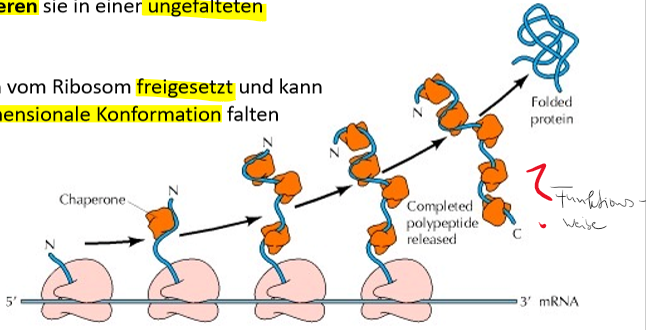 eren sie in einer ungefalteten
vom Ribosom freigesetzt und kann
nensionale Konformation falten
Folded
protein
N
N
N
N
Chaperone
N
Completed
polypeptide
released
C
Funktions-
weise
5'
3' mRNA